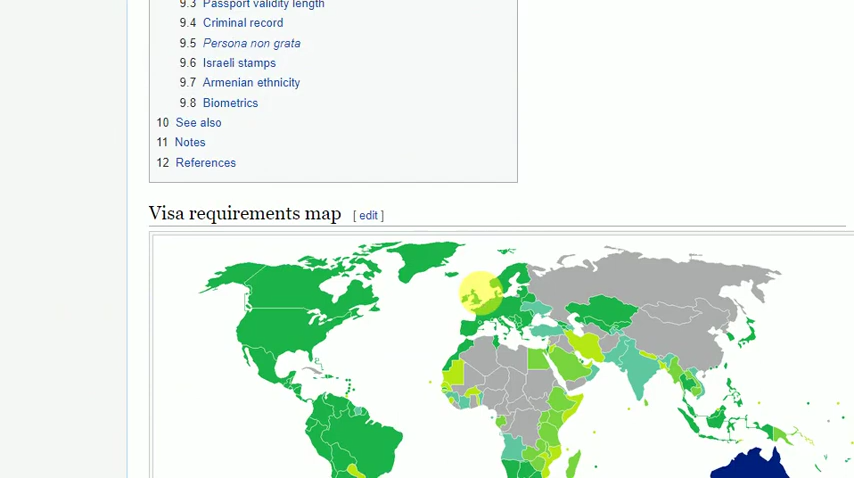 9.3 Passport validity length
9.4 Criminal record
9.5 Persona non grata
9.6 Israeli stamps
9.7 Armenian ethnicity
9.8 Biometrics
10 See also
11 Notes
12 References
Visa requirements map [ edit ]